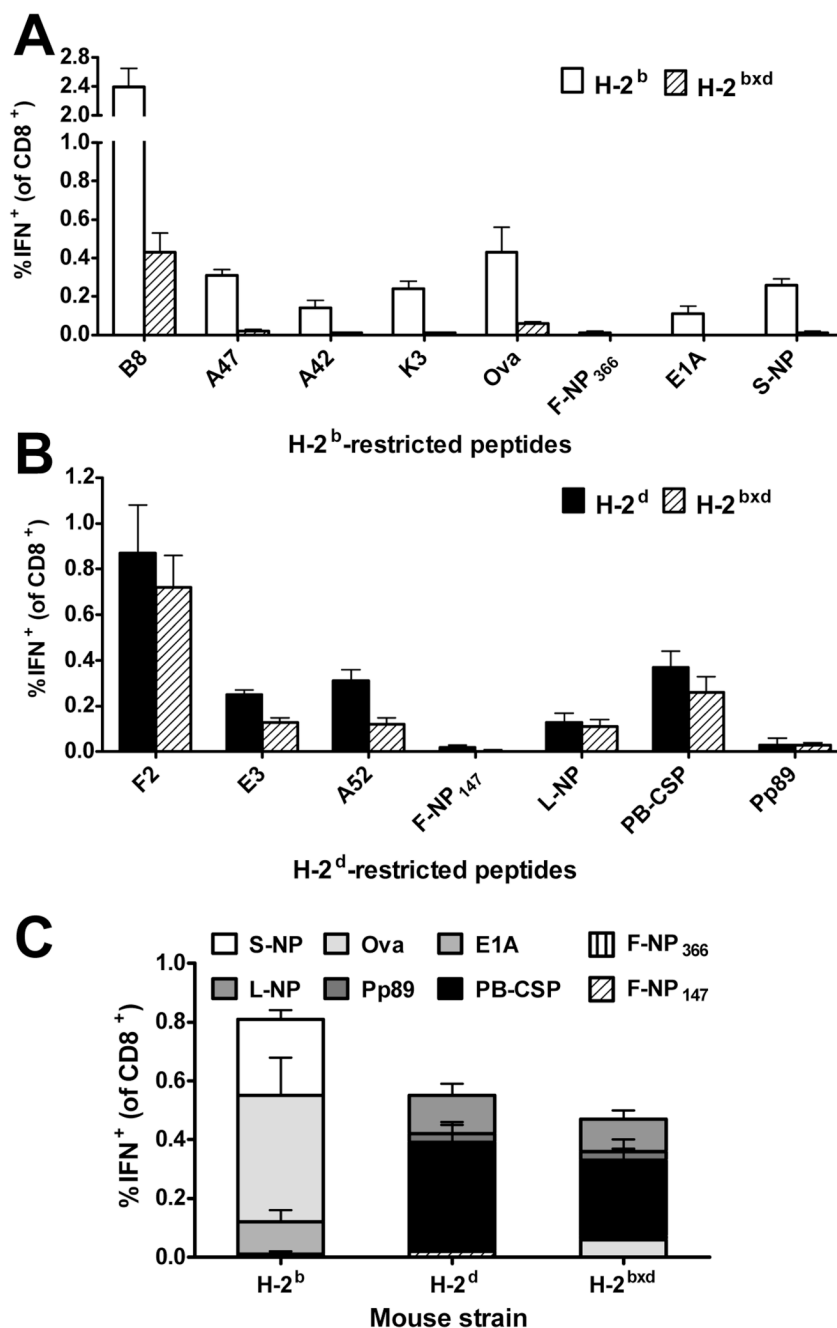 A
%IFN⁺ (of CD8⁺)
2.8
2.4
2.0
1.0
0.8
0.6
0.4
0.2
0.0
H-2ᵇ H-2ᵇˣᵈ
B8 A47 A42 K3 Ova F-NP₃₆₆ E1A S-NP
H-2ᵇ-restricted peptides
B
%IFN⁺ (of CD8⁺)
1.2
1.0
0.8
0.6
0.4
0.2
0.0
H-2ᵈ H-2ᵇˣᵈ
F2 E3 A52 F-NP₁₄₇ L-NP PB-CSP Pp89
H-2ᵈ-restricted peptides
C
S-NP Ova E1A F-NP₃₆₆
L-NP Pp89 PB-CSP F-NP₁₄₇
%IFN⁺ (of CD8⁺)
0.8
0.6
0.4
0.2
0.0
H-2ᵇ H-2ᵈ H-2ᵇˣᵈ
Mouse strain